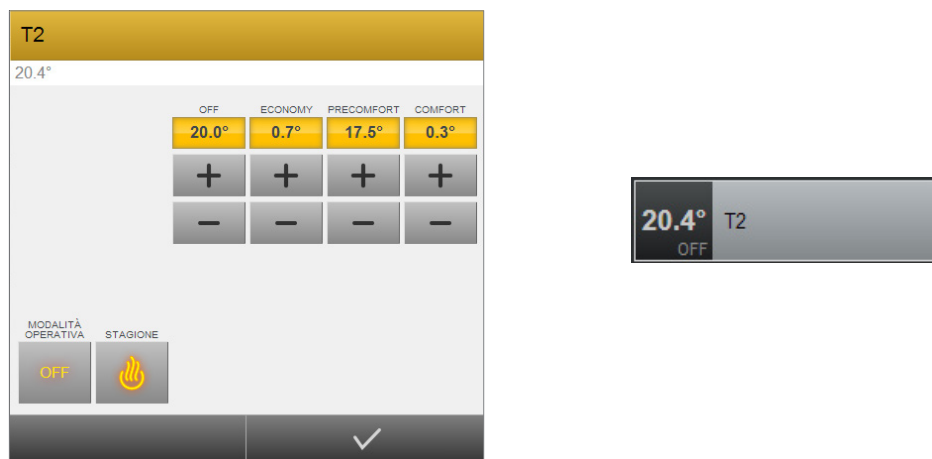 T2
20.4°
OFF ECONOMY PRECOMFORT COMFORT
20.0° 0.7° 17.5° 0.3°
MODALITÀ
OPERATIVA STAGIONE
OFF
20.4° T2
OFF